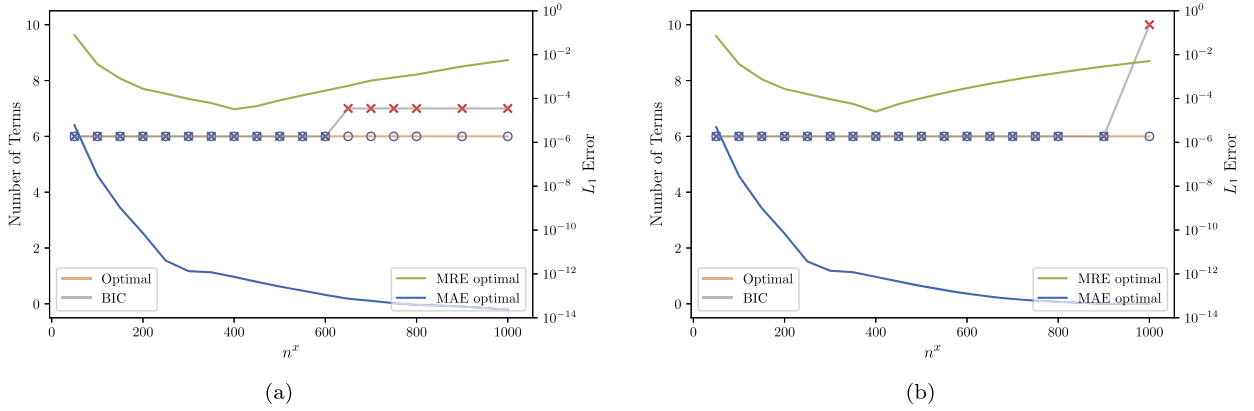 10
8
6
4
2
0
Number of Terms
10^0
10^{-2}
10^{-4}
10^{-6}
10^{-8}
10^{-10}
10^{-12}
10^{-14}
L_1 Error
Optimal
BIC
MRE optimal
MAE optimal
0 200 400 600 800 1000
n^x
(a)
10
8
6
4
2
0
Number of Terms
10^0
10^{-2}
10^{-4}
10^{-6}
10^{-8}
10^{-10}
10^{-12}
10^{-14}
L_1 Error
Optimal
BIC
MRE optimal
MAE optimal
0 200 400 600 800 1000
n^x
(b)